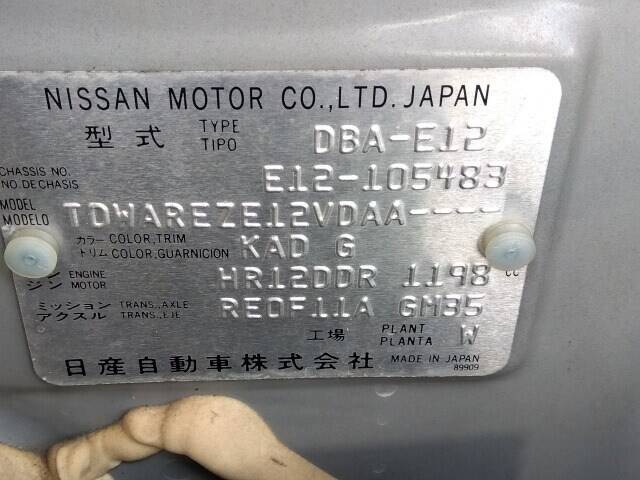 NISSAN MOTOR CO.,LTD. JAPAN
型式 TYPE TIPO DBA-E12
CHASSIS NO. NO. DE CHASIS E12-105483
MODEL MODELO TDWAREZE12VDAA----
カラー COLOR,TRIM トリム COLOR,GUARNICION KAD G
ジン ENGINE MOTOR HR12DDR 1198 CC
ミッション TRANS.,AXLE アクスル TRANS.,EJE RE0F11A GM35
工場 PLANT PLANTA W
日産自動車株式会社 MADE IN JAPAN
89909